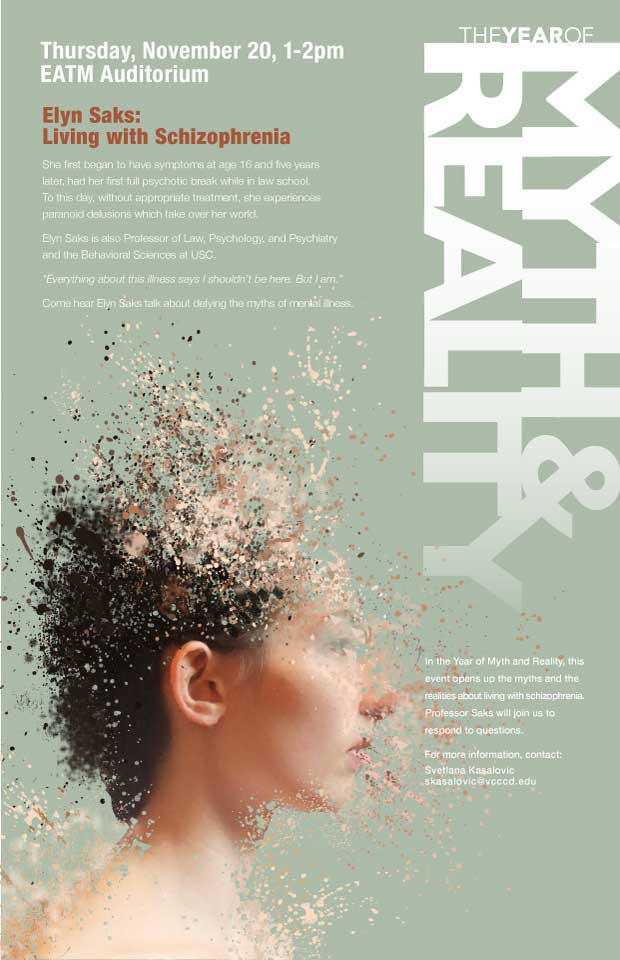 Thursday, November 20, 1-2pm
EATM Auditorium
Elyn Saks:
Living with Schizophrenia
She first began to have symptoms at age 16 and five years
later, had her first full psychotic break while in law school.
To this day, without appropriate treatment, she experiences
paranoid delusions which take over her world.
Elyn Saks is also Professor of Law, Psychology, and Psychiatry
and the Behavioral Sciences at USC.
“Everything about this illness says I shouldn’t be here. But I am.”
Come hear Elyn Saks talk about defying the myths of mental illness.
THEYEAROF
MYTH &
REALITY
In the Year of Myth and Reality, this
event opens up the myths and the
realities about living with schizophrenia.
Professor Saks will join us to
respond to questions.
For more information, contact:
Svetlana Kasalovic
skasalovic@vcccd.edu